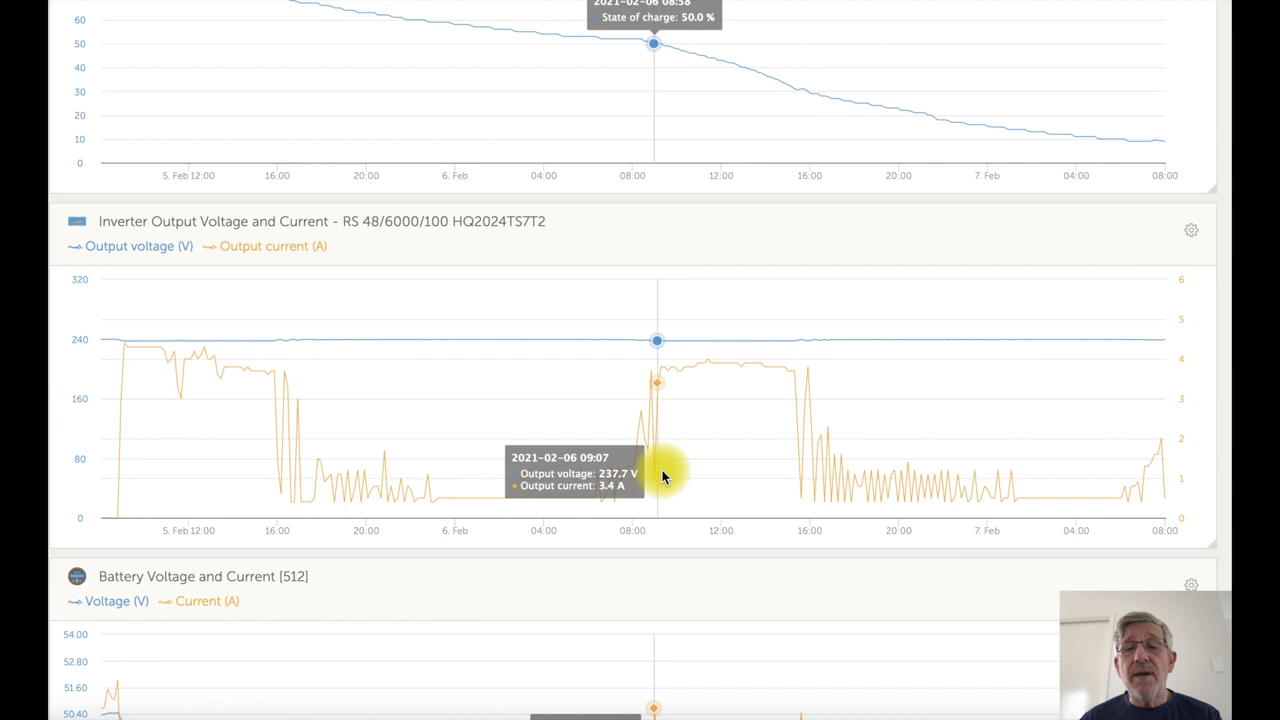 2021-02-06 08:58
State of charge: 50.0 %
60
50
40
30
20
10
0
5. Feb 12:00 16:00 20:00 6. Feb 04:00 08:00 12:00 16:00 20:00 7. Feb 04:00 08:00
Inverter Output Voltage and Current - RS 48/6000/100 HQ2024TS7T2
Output voltage (V) Output current (A)
320 6
5
240 4
160 3
2
80 1
0 0
2021-02-06 09:07
Output voltage: 237.7 V
Output current: 3.4 A
5. Feb 12:00 16:00 20:00 6. Feb 04:00 08:00 12:00 16:00 20:00 7. Feb 04:00 08:00
Battery Voltage and Current [512]
Voltage (V) Current (A)
54.00
52.80
51.60
50.40